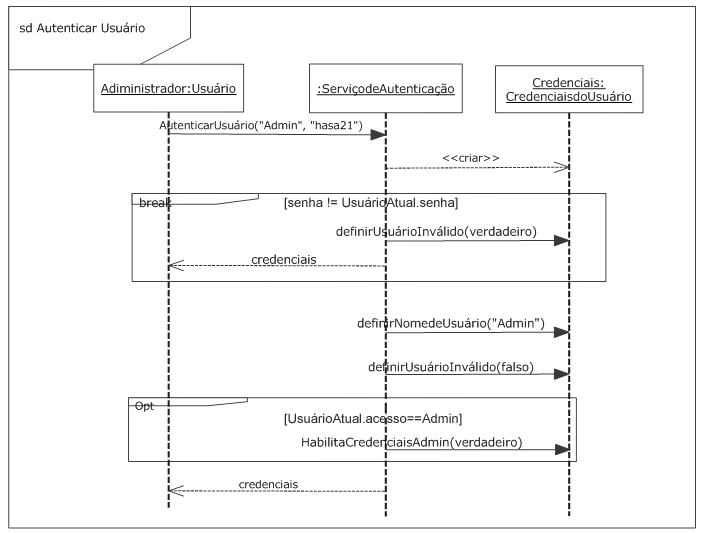 sd Autenticar Usuário
Adiministrador:Usuário
:ServiçodeAutenticação
Credenciais:
CredenciaisdoUsuário
AutenticarUsuário("Admin", "hasa21")
<<criar>>
break
[senha != UsuárioAtual.senha]
definirUsuárioInválido(verdadeiro)
credenciais
definirNomedeUsuário("Admin")
definirUsuárioInválido(falso)
Opt
[UsuárioAtual.acesso==Admin]
HabilitaCredenciaisAdmin(verdadeiro)
credenciais